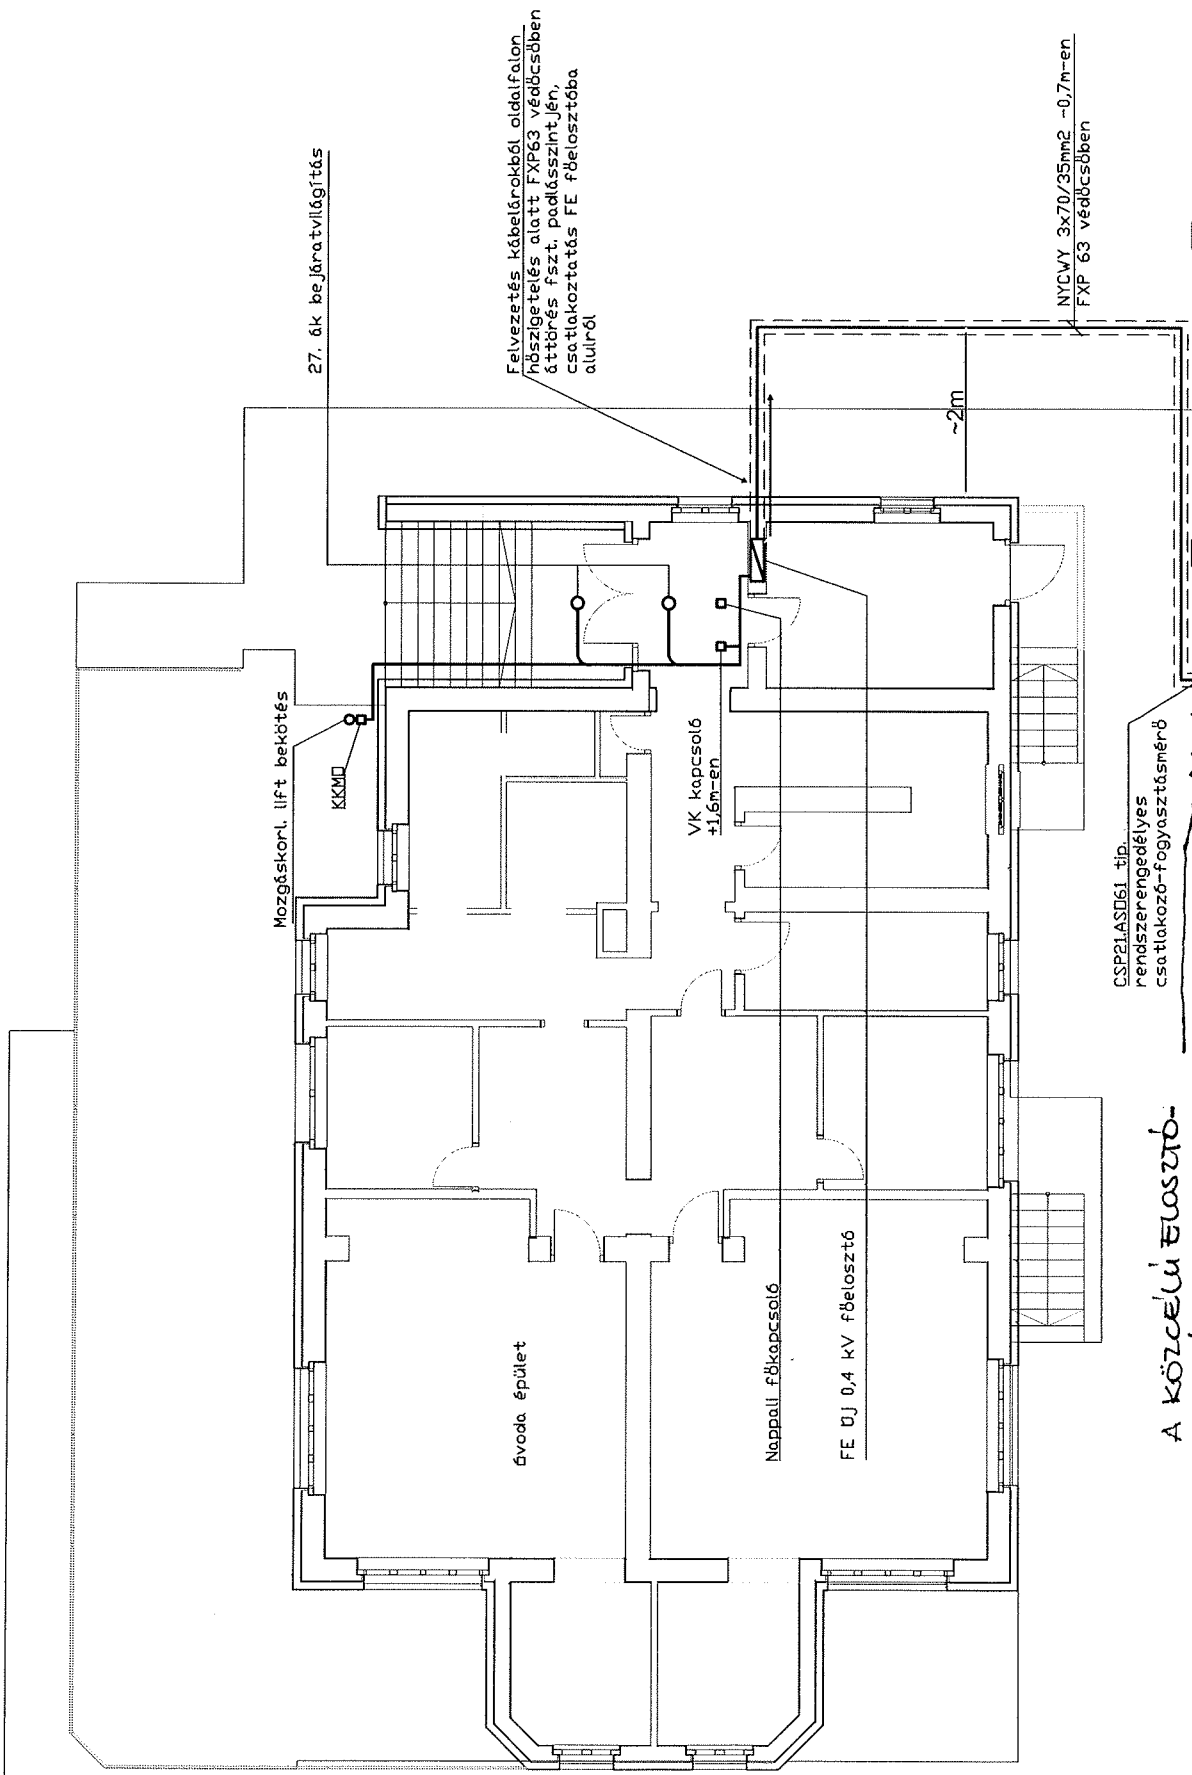 27. ák bejáratvilágítás
Felvezetés kábelárokból oldalfalon
hőszigetelés alatt FXP63 védőcsőben
áttörés fszt. padlásszintjén,
csatlakoztatás FE főelosztóba
alulról
NYCWY 3x70/35mm2 -0,7m-en
FXP 63 védőcsőben
~2m
Mozgáskorl. lift bekötés
KKMO
VK kapcsoló
+1,6m-en
CSP21.ASO61 tip.
rendszerengedélyes
csatlakozó-fogyasztásmérő
Nappali főkapcsoló
FE ÚJ 0,4 kV főelosztó
óvoda épület
A KÖZCÉLÚ ELOSZTÓ-